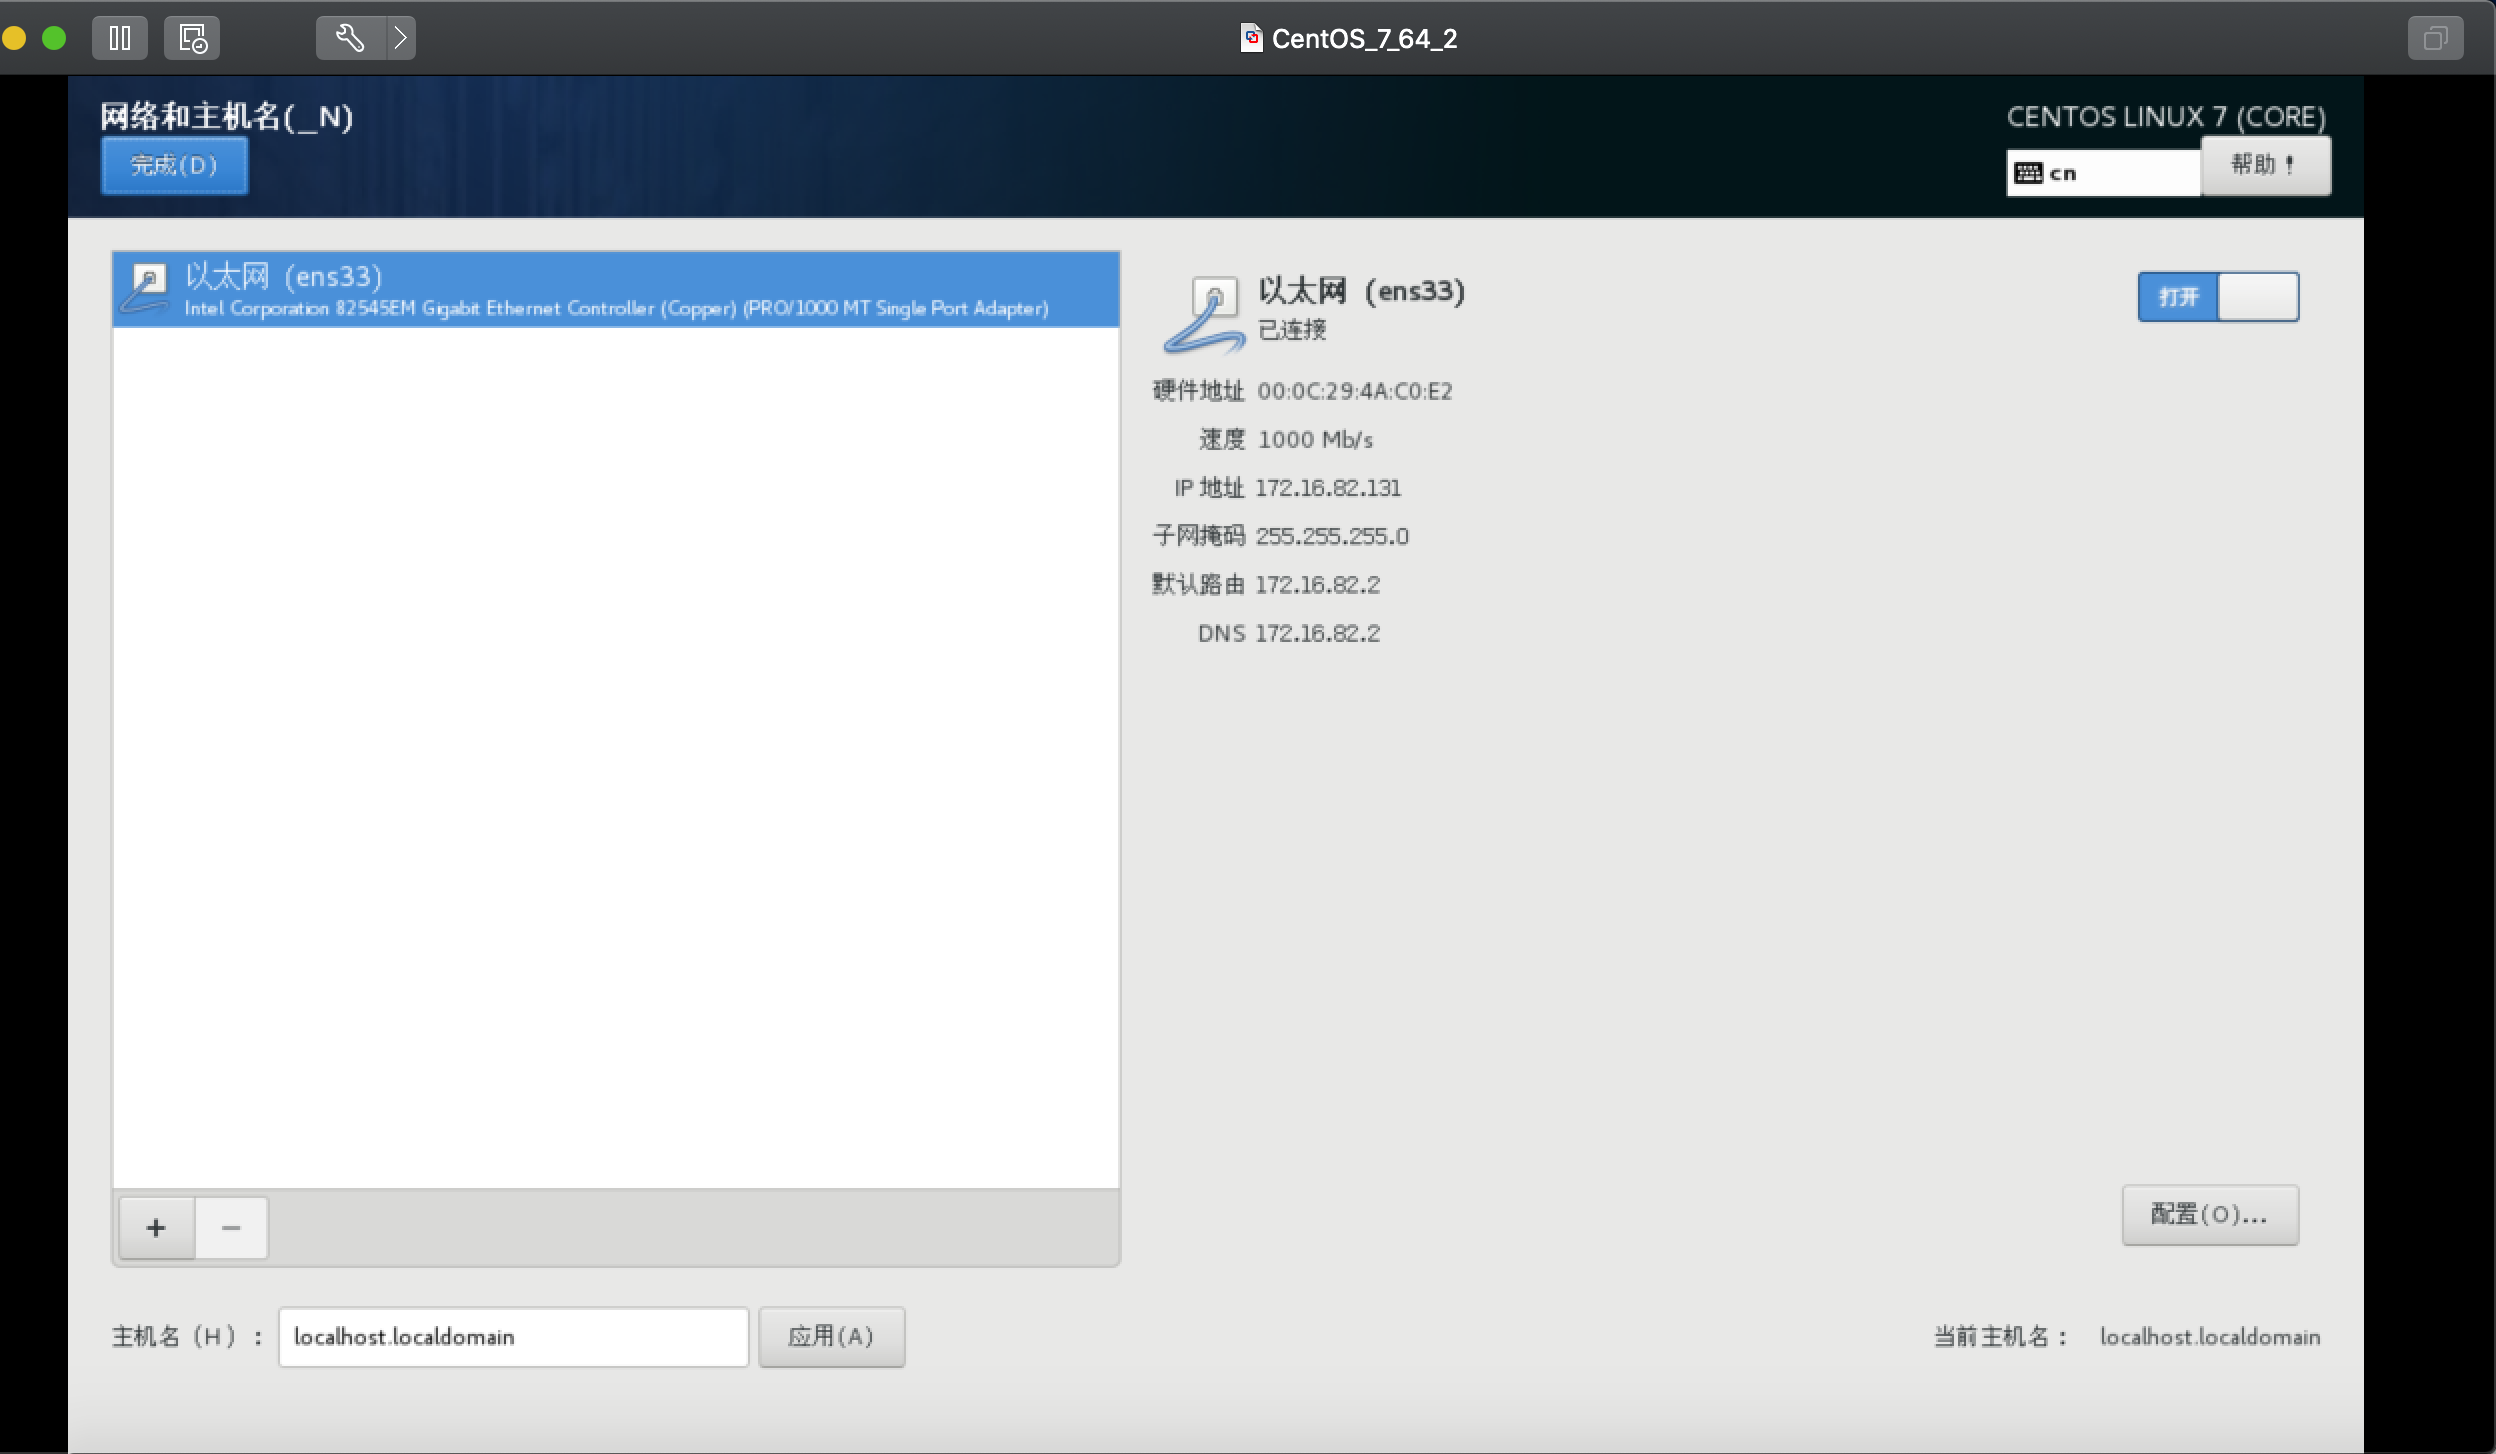 CentOS_7_64_2
网络和主机名(_N)
CENTOS LINUX 7 (CORE)
完成(D)
cn
帮助！
以太网（ens33）
Intel Corporation 82545EM Gigabit Ethernet Controller (Copper) (PRO/1000 MT Single Port Adapter)
以太网（ens33）
已连接
打开
硬件地址 00:0C:29:4A:C0:E2
速度 1000 Mb/s
IP 地址 172.16.82.131
子网掩码 255.255.255.0
默认路由 172.16.82.2
DNS 172.16.82.2
+ −
配置(O)...
主机名（H）： localhost.localdomain 应用(A)
当前主机名： localhost.localdomain